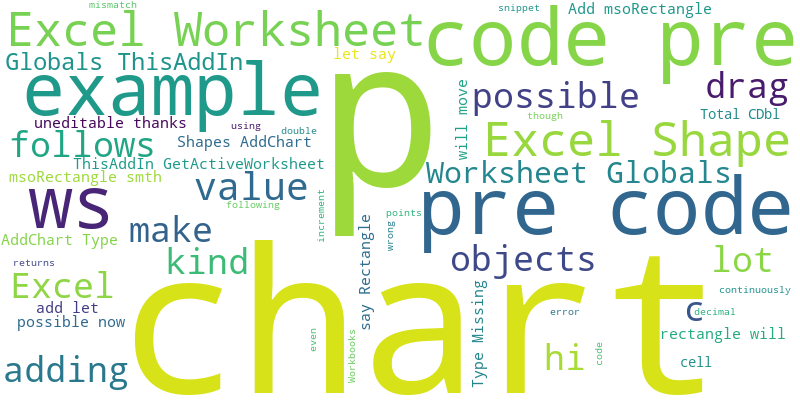 mismatch
snippet
Add msoRectangle
Excel Worksheet
code pre
let say
Globals ThisAddIn
example
p
possible
drag
will move
Total CDbl
though
uneditable thanks
using
double
follows
Shapes AddChart
Excel Shape
ThisAddIn GetActiveWorksheet
Worksheet Globals
msoRectangle smth
ws
value
pre code
following
increment
make
say Rectangle
points
wrong
AddChart Type
kind
objects
lot
returns
Excel
chart
Type Missing
continuously
add let
c
decimal
error
possible now
rectangle will
even
Workbooks
code
hi
cell
adding